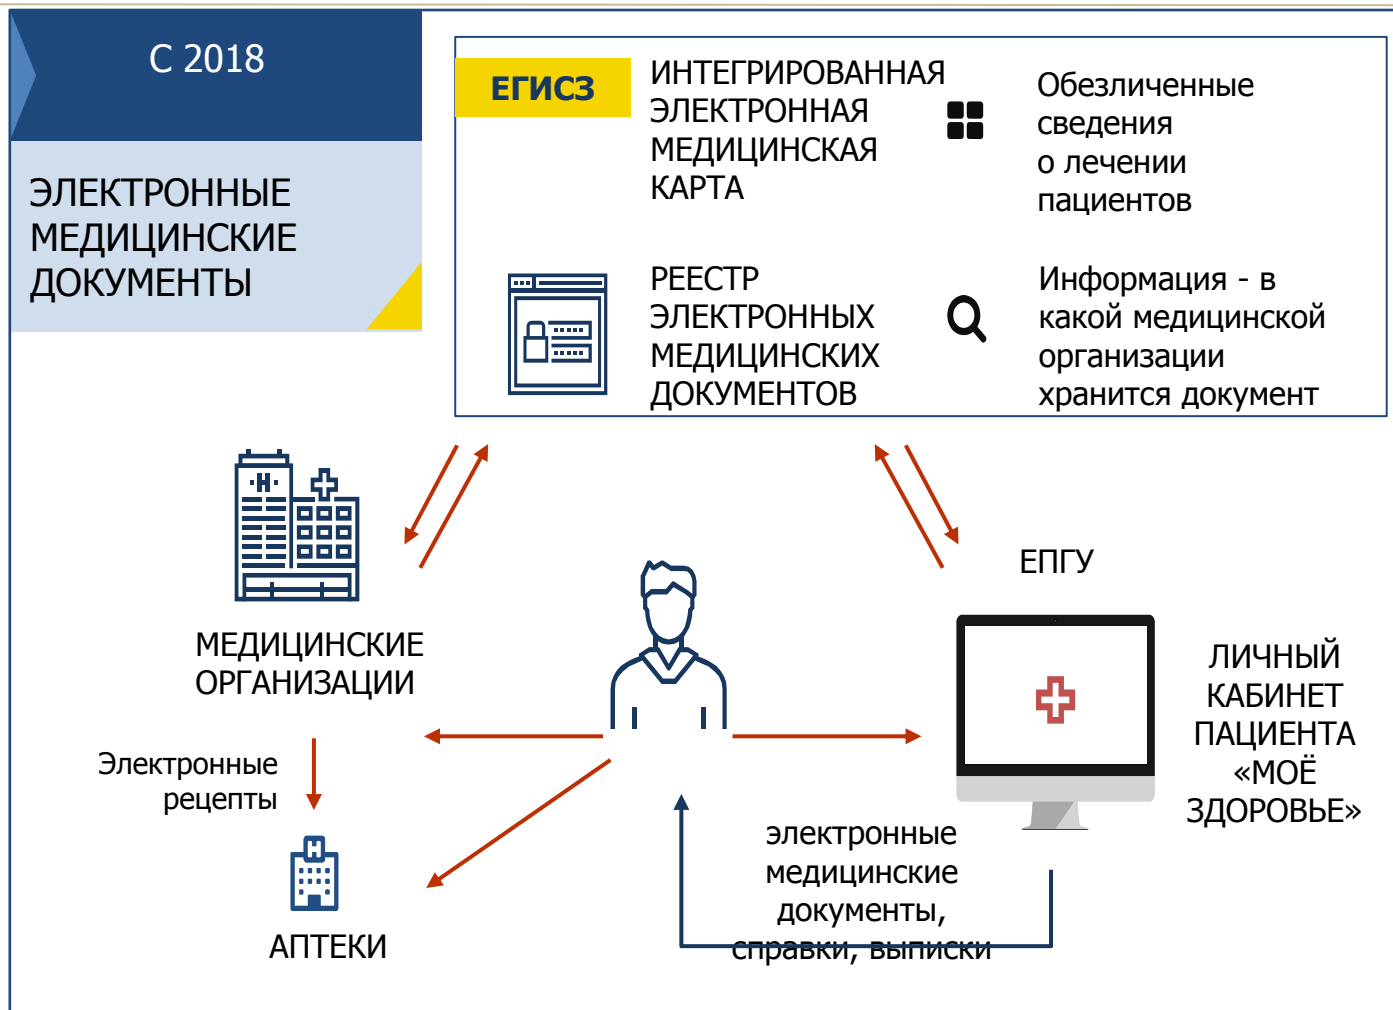 С 2018
ЭЛЕКТРОННЫЕ
МЕДИЦИНСКИЕ
ДОКУМЕНТЫ
ЕГИСЗ
ИНТЕГРИРОВАННАЯ
ЭЛЕКТРОННАЯ
МЕДИЦИНСКАЯ
КАРТА
Обезличенные
сведения
о лечении
пациентов
РЕЕСТР
ЭЛЕКТРОННЫХ
МЕДИЦИНСКИХ
ДОКУМЕНТОВ
Информация - в
какой медицинской
организации
хранится документ
H
МЕДИЦИНСКИЕ
ОРГАНИЗАЦИИ
ЕПГУ
ЛИЧНЫЙ
КАБИНЕТ
ПАЦИЕНТА
«МОЁ
ЗДОРОВЬЕ»
Электронные
рецепты
H
АПТЕКИ
электронные
медицинские
документы,
справки, выписки